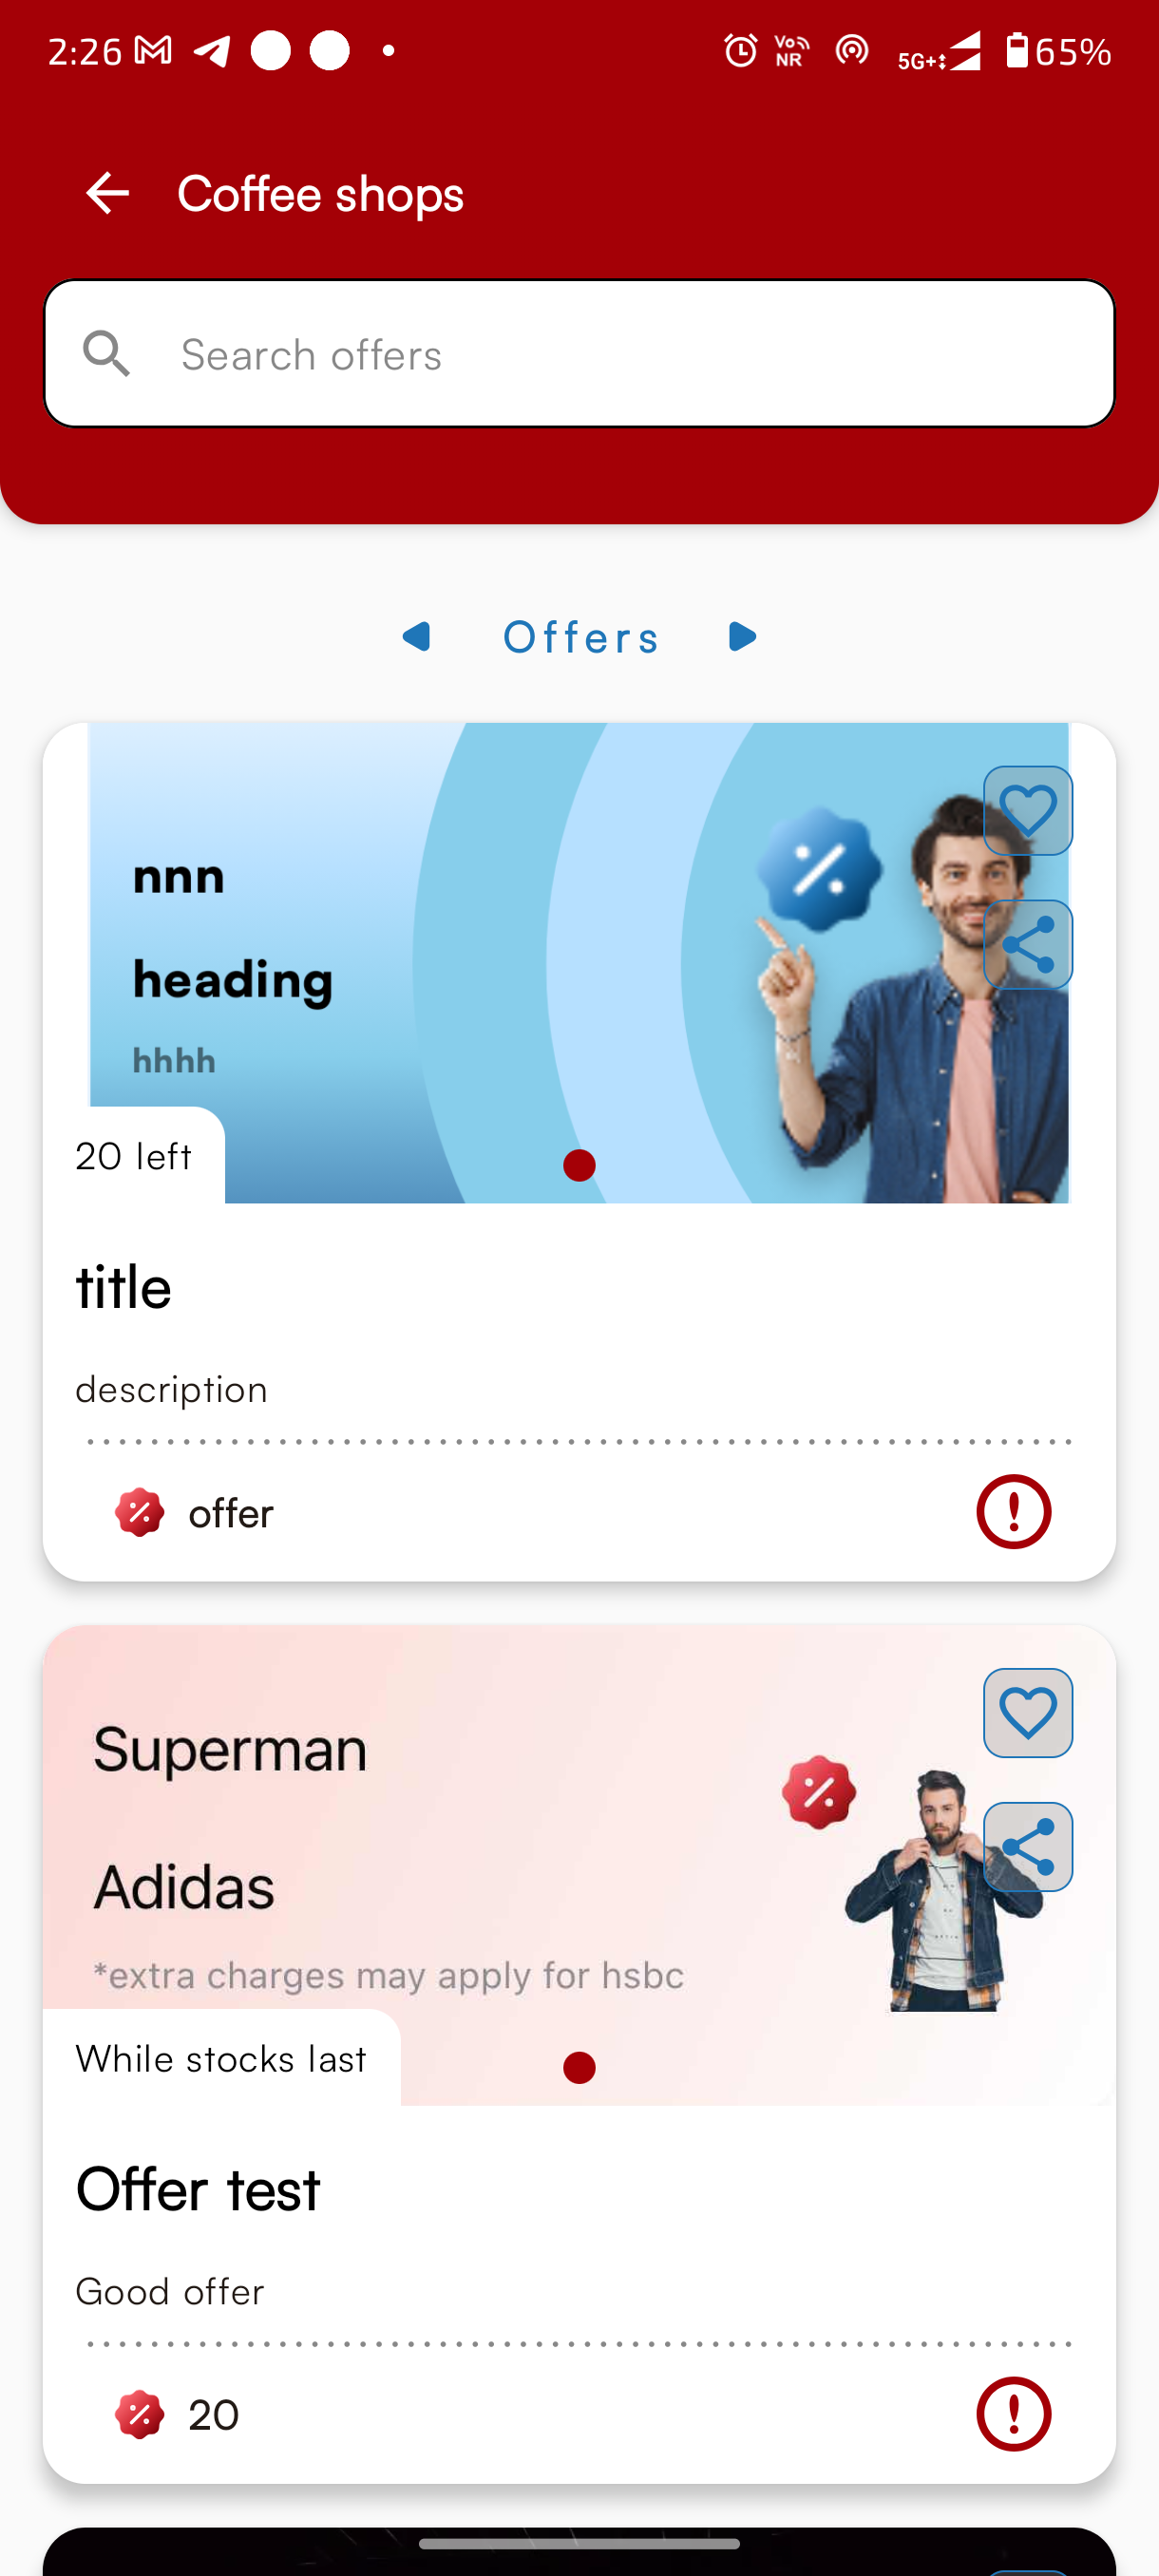 2:26
Vo))
NR
5G+
65%
Coffee shops
Search offers
Offers
nnn
heading
hhhh
20 left
title
description
offer
Superman
Adidas
*extra charges may apply for hsbc
While stocks last
Offer test
Good offer
20